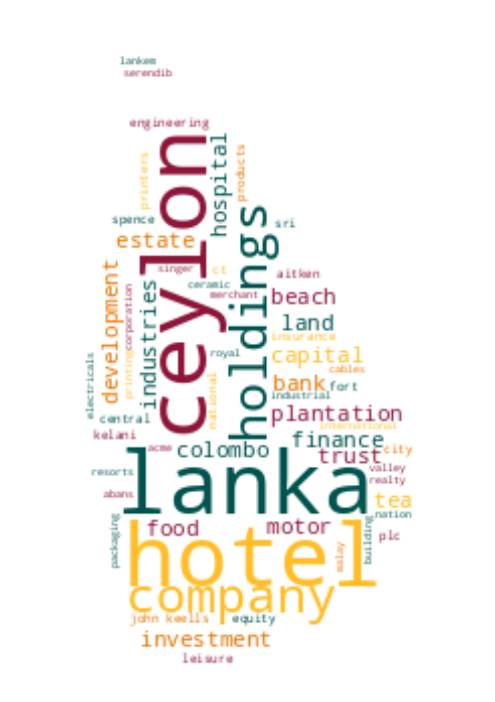 lankem
serendib
engineering
ceylon
hospital
products
printers
holdings
spence
sri
estate
singer
ct
aitken
development
corporation
industries
ceramic
merchant
beach
land
insurance
royal
capital
printing
national
electricals
bank
cables
fort
industrial
plantation
central
international
kelani
acme
colombo
finance
trust
city
lanka
valley
resorts
realty
abans
tea
nation
packaging
food
motor
building
plc
hotel
malay
company
john keells
equity
investment
leisure